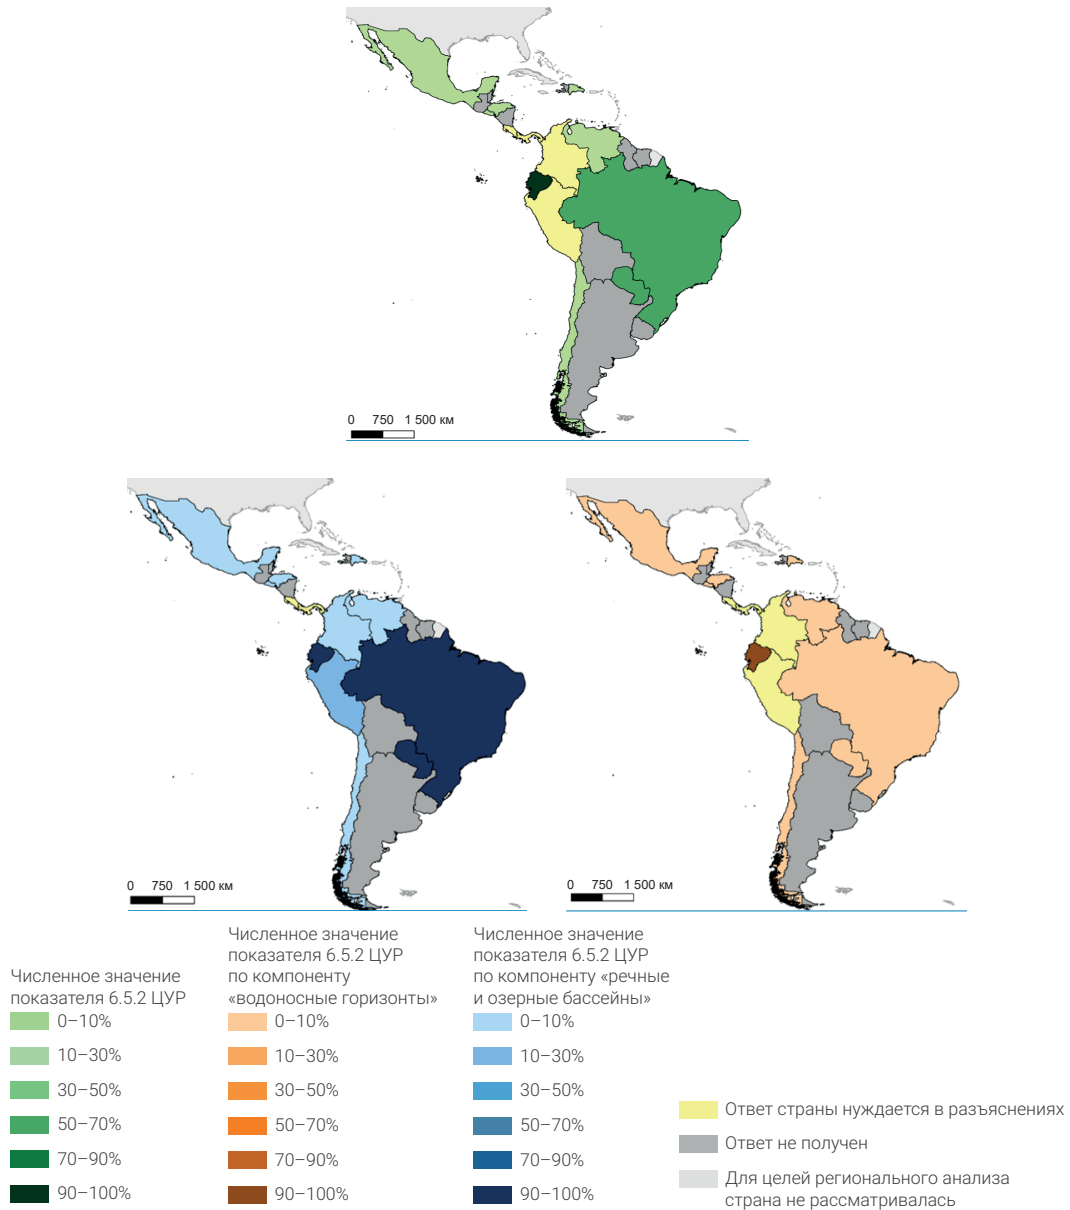 0 750 1 500 км
0 750 1 500 км
0 750 1 500 км
Численное значение
показателя 6.5.2 ЦУР
0–10%
10–30%
30–50%
50–70%
70–90%
90–100%
Численное значение
показателя 6.5.2 ЦУР
по компоненту
«водоносные горизонты»
0–10%
10–30%
30–50%
50–70%
70–90%
90–100%
Численное значение
показателя 6.5.2 ЦУР
по компоненту «речные
и озерные бассейны»
0–10%
10–30%
30–50%
50–70%
70–90%
90–100%
Ответ страны нуждается в разъяснениях
Ответ не получен
Для целей регионального анализа
страна не рассматривалась